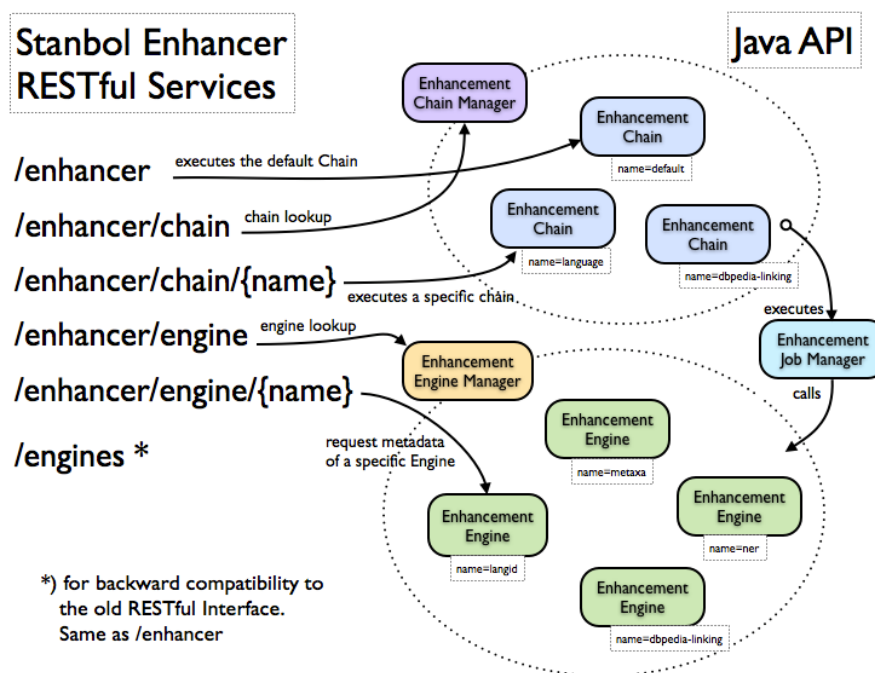 Stanbol Enhancer
RESTful Services
Java API
Enhancement
Chain Manager
Enhancement
Chain
name=default
/enhancer
executes the default Chain
/enhancer/chain
chain lookup
Enhancement
Chain
name=language
Enhancement
Chain
name=dbpedia-linking
/enhancer/chain/{name}
executes a specific chain
executes
/enhancer/engine
engine lookup
Enhancement
Engine Manager
Enhancement
Job Manager
calls
/enhancer/engine/{name}
request metadata
of a specific Engine
/engines *
Enhancement
Engine
name=metaxa
Enhancement
Engine
name=langid
Enhancement
Engine
name=ner
Enhancement
Engine
name=dbpedia-linking
*) for backward compatibility to
the old RESTful Interface.
Same as /enhancer